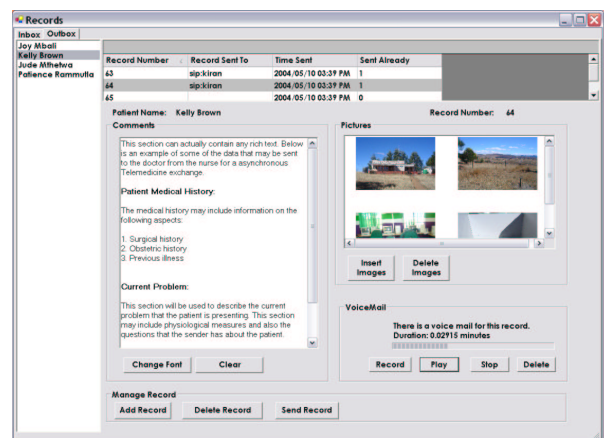 Records
Inbox Outbox
Joy Mbali
Kelly Brown
Jude Mthetwa
Patience Rammutla
Record Number Record Sent To Time Sent Sent Already
63 sip:kiran 2004/05/10 03:39 PM 1
64 sip:kiran 2004/05/10 03:39 PM 1
65 2004/05/10 03:39 PM 0
Patient Name: Kelly Brown Record Number: 64
Comments
This section can actually contain any rich text. Below
is an example of some of the data that may be sent
to the doctor from the nurse for a asynchronous
Telemedicine exchange.
Patient Medical History:
The medical history may include information on the
following aspects:
1. Surgical history
2. Obstetric history
3. Previous illness
Current Problem:
This section will be used to describe the current
problem that the patient is presenting. This section
may include physiological measures and also the
questions that the sender has about the patient.
Change Font Clear
Pictures
Insert Images
Delete Images
VoiceMail
There is a voice mail for this record.
Duration: 0.02915 minutes
Record Play Stop Delete
Manage Record
Add Record Delete Record Send Record